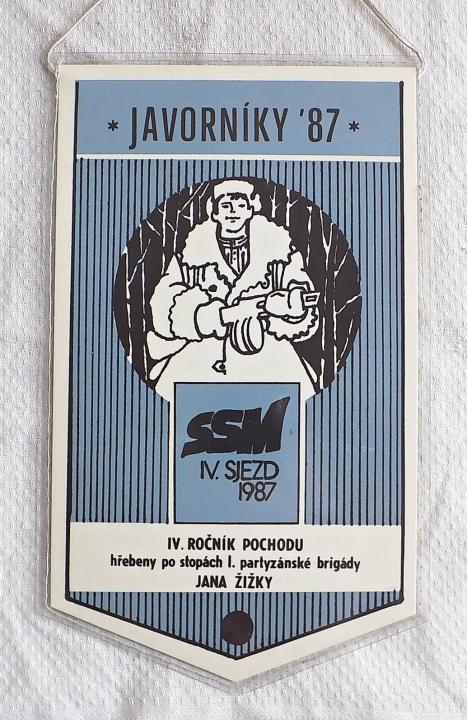 * JAVORNÍKY '87 *
SSM
IV. SJEZD
1987
IV. ROČNÍK POCHODU
hřebeny po stopách I. partyzánské brigády
JANA ŽIŽKY